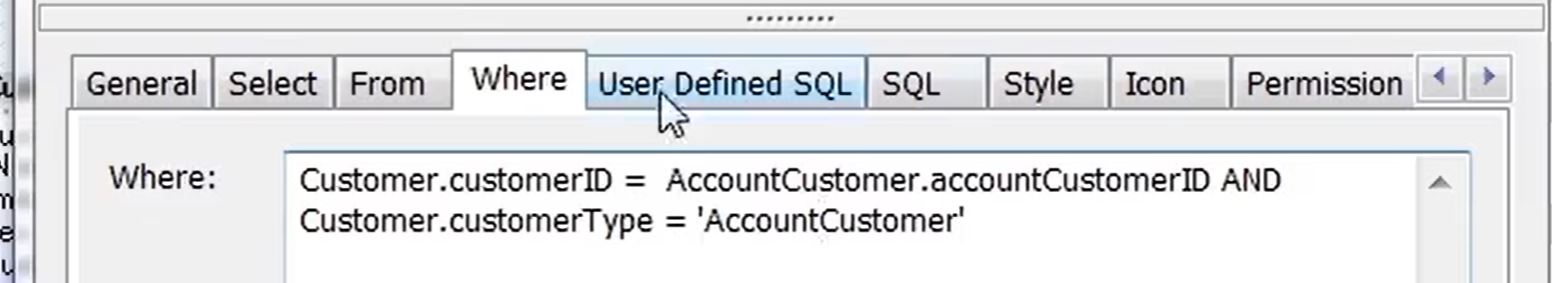 General Select From Where User Defined SQL SQL Style Icon Permission
Where: Customer.customerID = AccountCustomer.accountCustomerID AND
Customer.customerType = 'AccountCustomer'